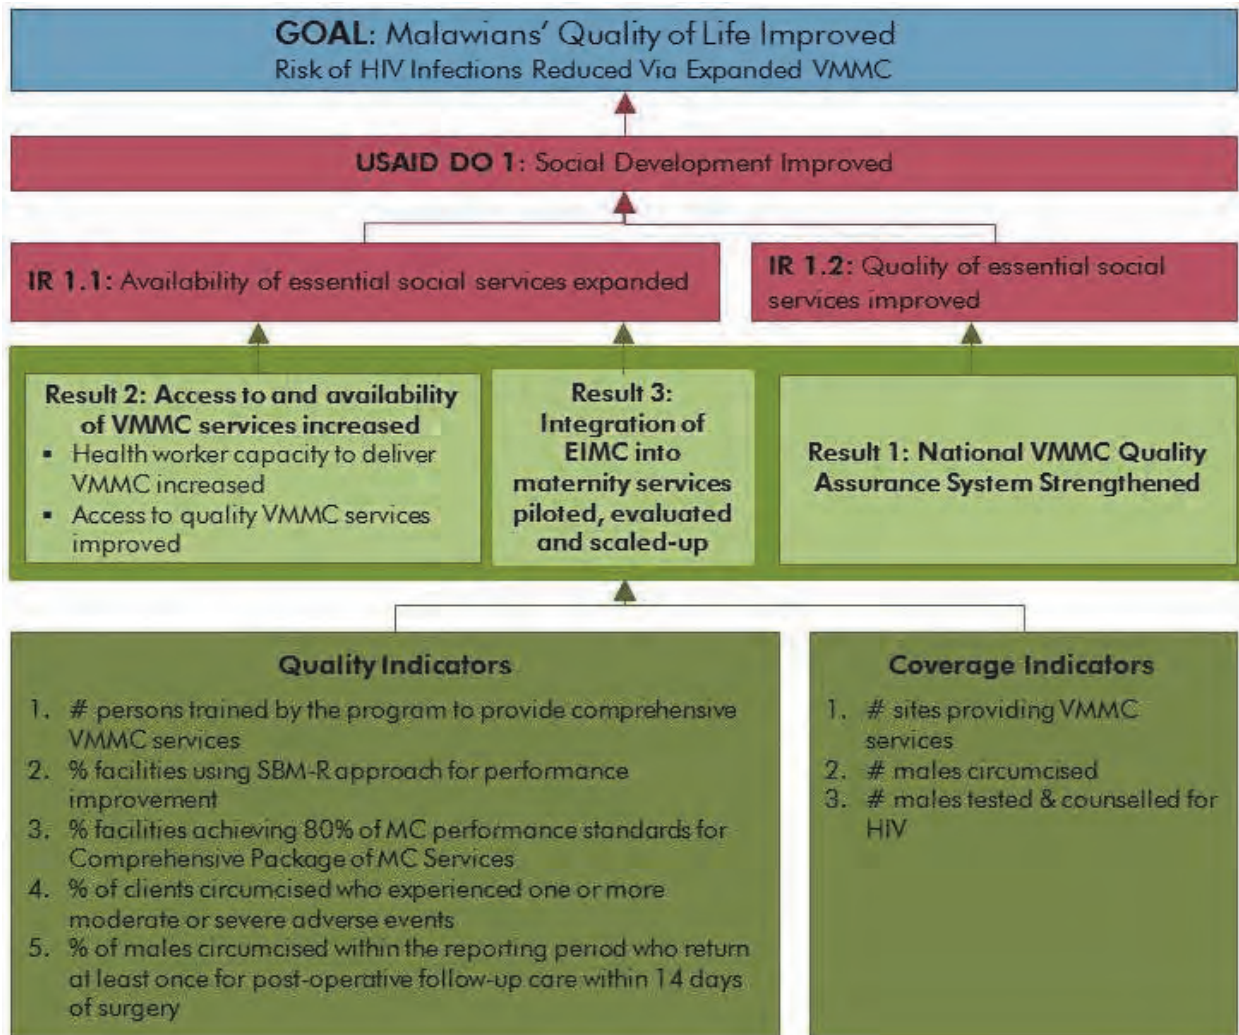 GOAL: Malawians' Quality of Life Improved
Risk of HIV Infections Reduced Via Expanded VMMC
USAID DO 1: Social Development Improved
IR 1.1: Availability of essential social services expanded
IR 1.2: Quality of essential social
services improved
Result 2: Access to and availability
of VMMC services increased
▪ Health worker capacity to deliver
VMMC increased
▪ Access to quality VMMC services
improved
Result 3:
Integration of
EIMC into
maternity services
piloted, evaluated
and scaled-up
Result 1: National VMMC Quality
Assurance System Strengthened
Quality Indicators
1. # persons trained by the program to provide comprehensive
VMMC services
2. % facilities using SBM-R approach for performance
improvement
3. % facilities achieving 80% of MC performance standards for
Comprehensive Package of MC Services
4. % of clients circumcised who experienced one or more
moderate or severe adverse events
5. % of males circumcised within the reporting period who return
at least once for post-operative follow-up care within 14 days
of surgery
Coverage Indicators
1. # sites providing VMMC
services
2. # males circumcised
3. # males tested & counselled for
HIV